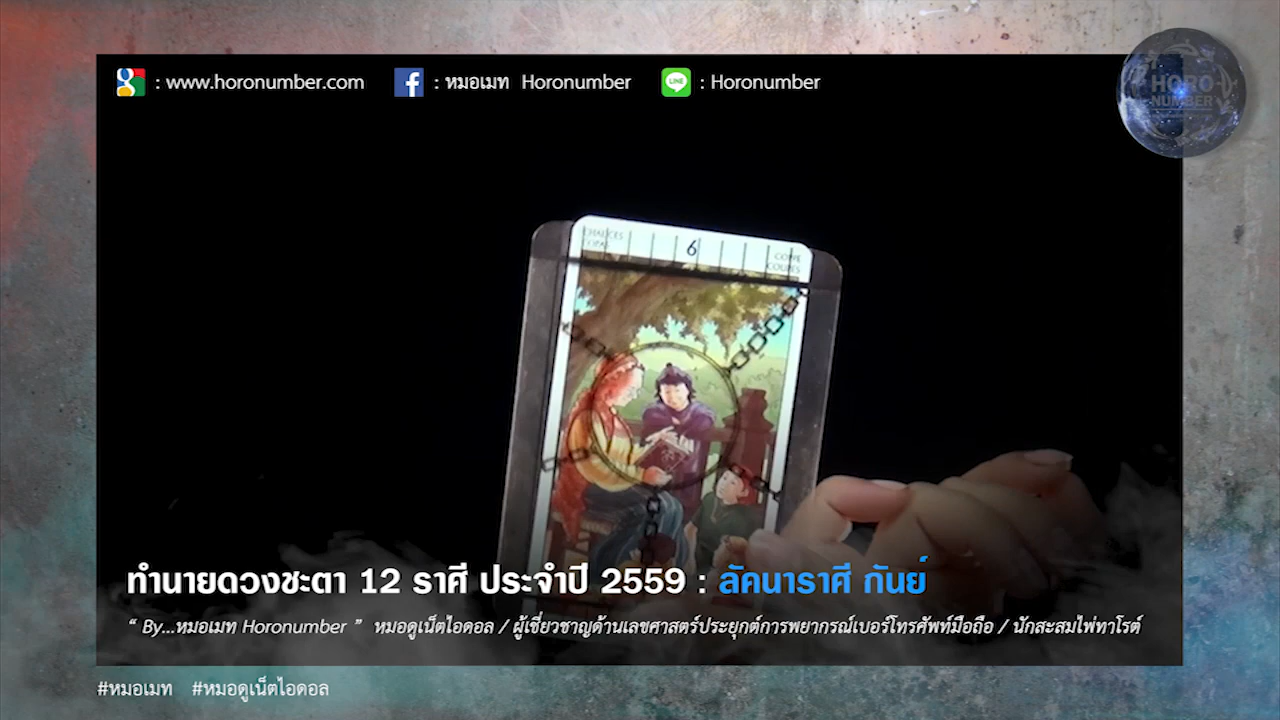 : www.horonumber.com
: หมอเมท Horonumber
LINE : Horonumber
HORO
NUMBER
CHALICES
COPAS
6
COPPE
COUPES
ทำนายดวงชะตา 12 ราศี ประจำปี 2559 : ลัคนาราศี กันย์
“ By...หมอเมท Horonumber ” หมอดูเน็ตไอดอล / ผู้เชี่ยวชาญด้านเลขศาสตร์ประยุกต์การพยากรณ์เบอร์โทรศัพท์มือถือ / นักสะสมไพ่ทาโรต์
#หมอเมท #หมอดูเน็ตไอดอล